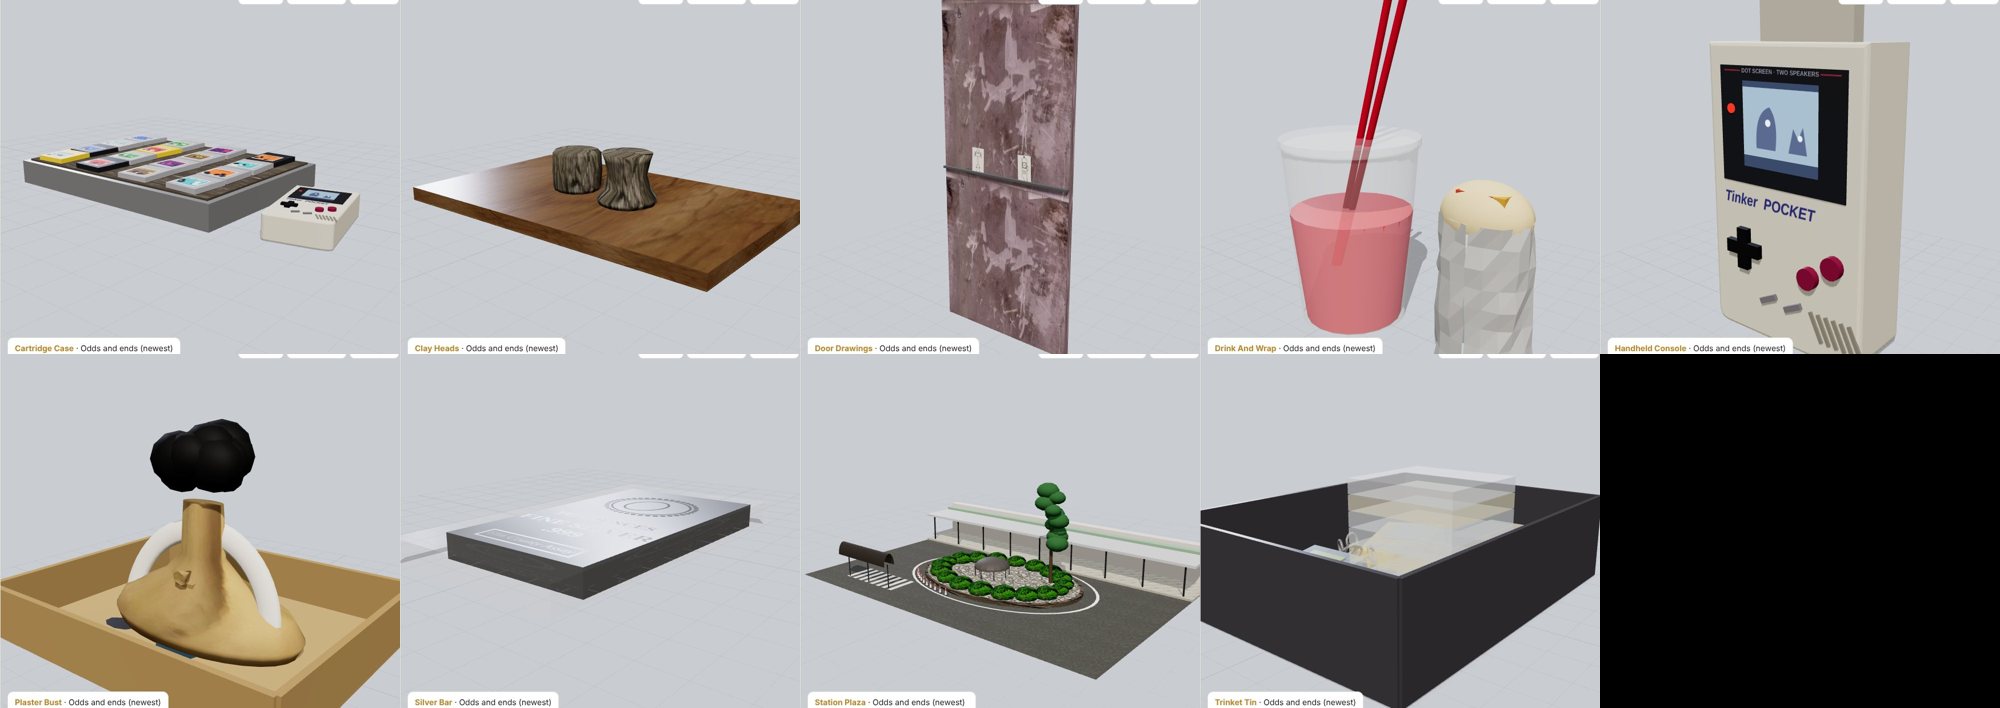 Cartridge Case · Odds and ends (newest)
Clay Heads · Odds and ends (newest)
Door Drawings · Odds and ends (newest)
Drink And Wrap · Odds and ends (newest)
DOT SCREEN · TWO SPEAKERS
Tinker POCKET
Handheld Console · Odds and ends (newest)
Plaster Bust · Odds and ends (newest)
Silver Bar · Odds and ends (newest)
Station Plaza · Odds and ends (newest)
Trinket Tin · Odds and ends (newest)